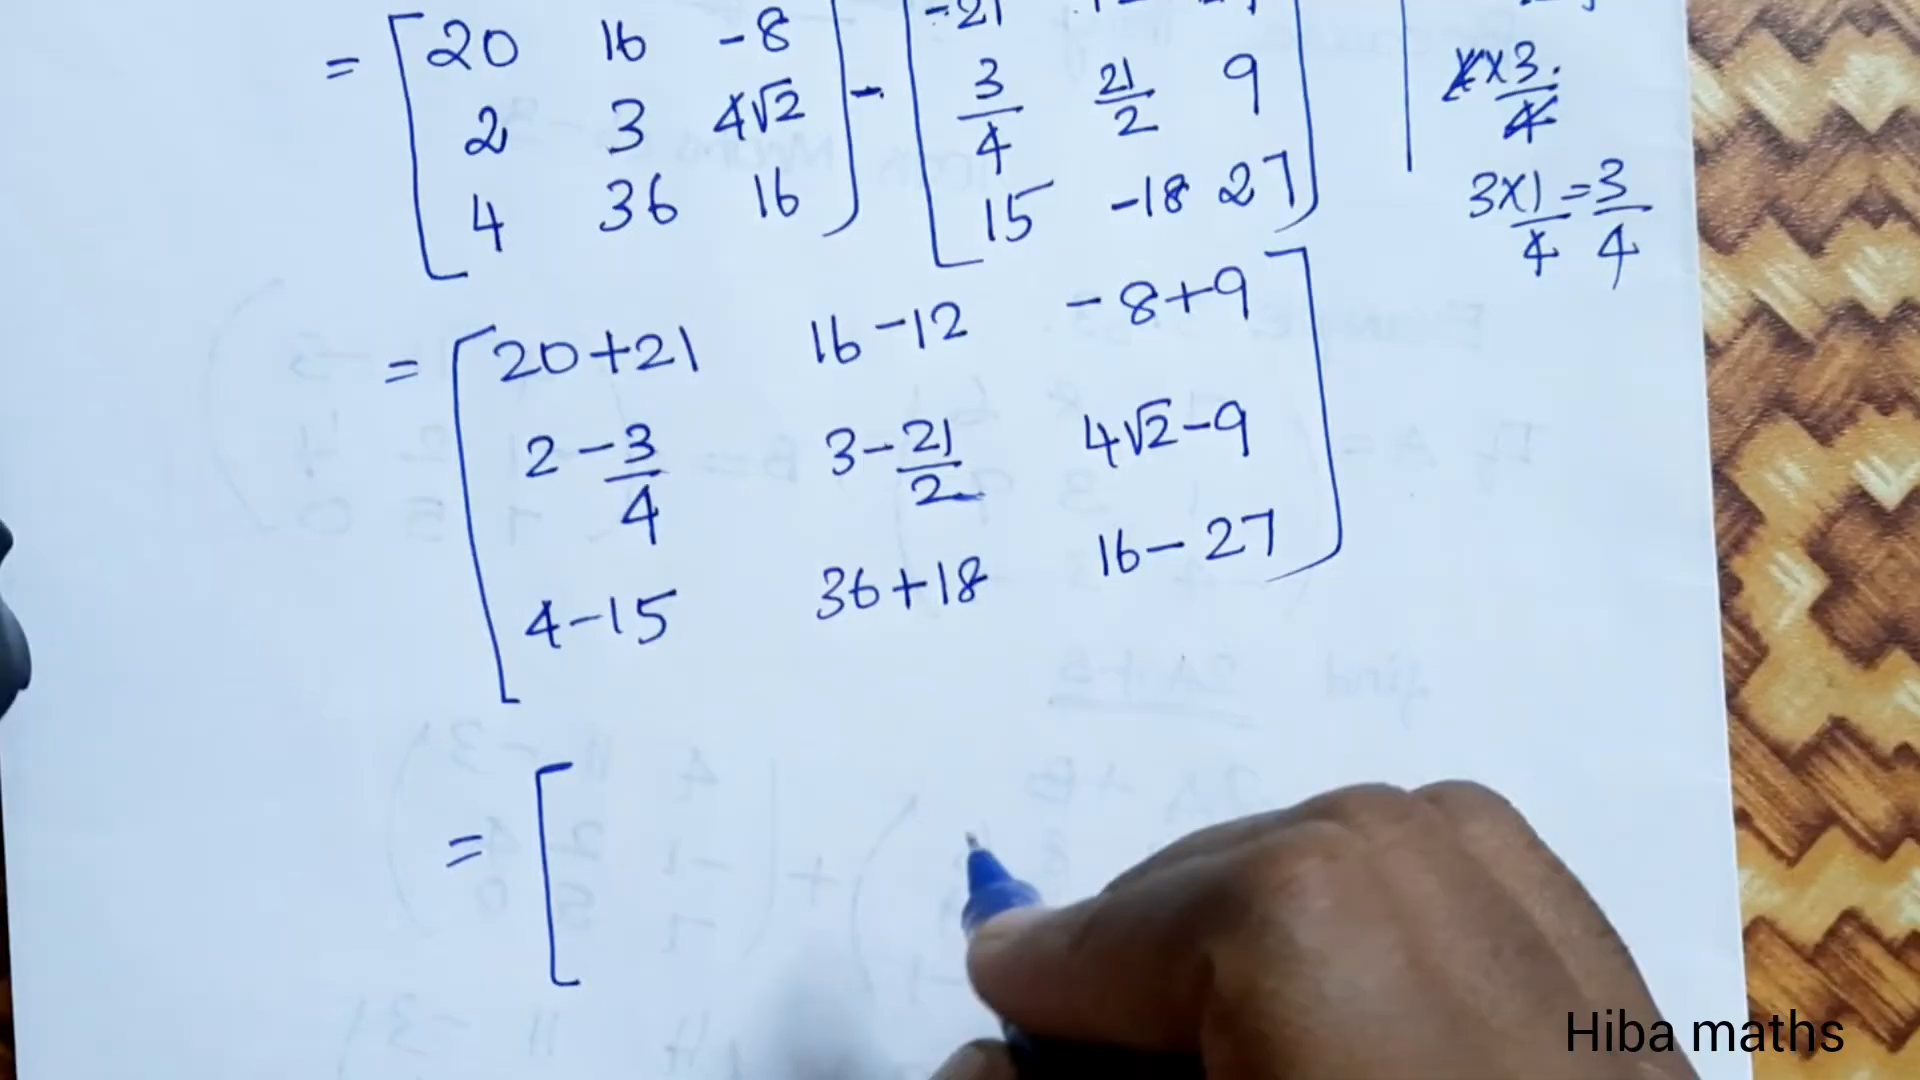 = [ 20 16 -8 ] - [ -21
2 3 4√2   3/4 21/2 9
4 36 16   15 -18 27
××3/4
3×1/4 = 3/4
= [ 20+21 16-12 -8+9 ]
2-3/4 3-21/2 4√2-9
4-15 36+18 16-27
= [
Hiba maths